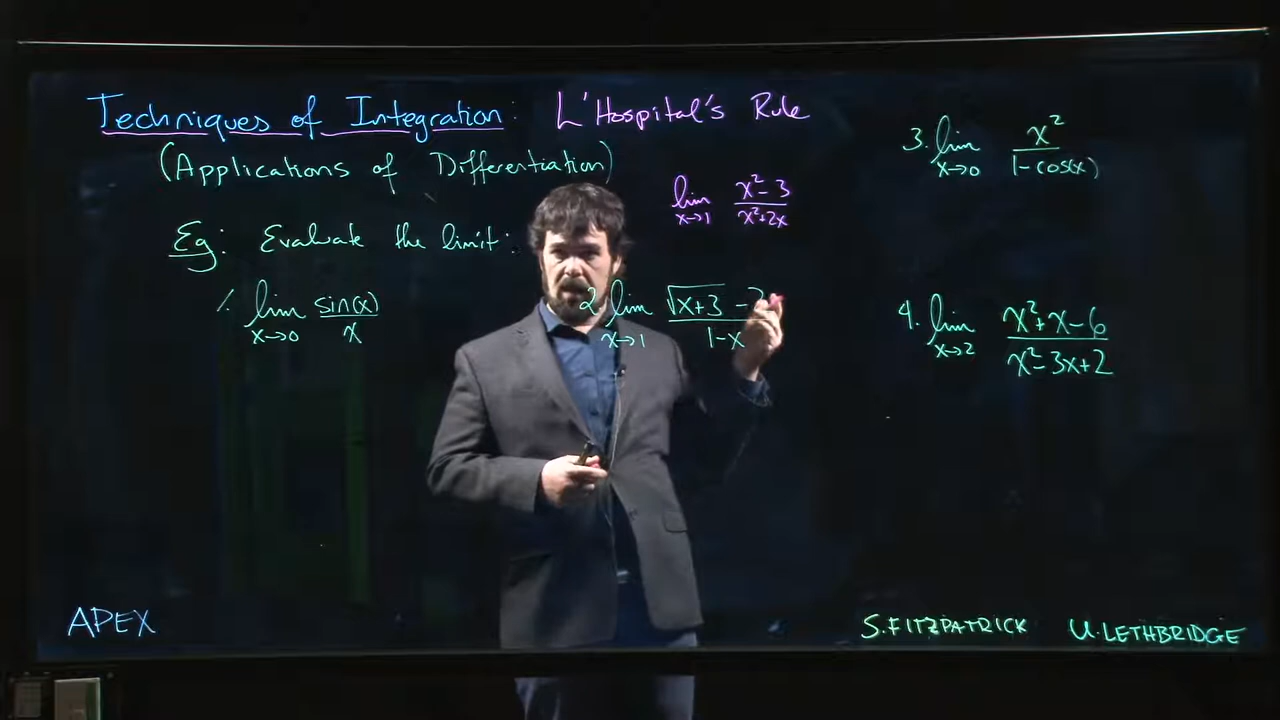 Techniques of Integration: L'Hospital's Rule
(Applications of Differentiation)
lim x→1 x²-3 / x²+2x
Eg: Evaluate the limit:
1. lim x→0 sin(x) / x
2 lim x→1 √x+3 - 2 / 1-x
3. lim x→0 x² / 1-cos(x)
4. lim x→2 x²+x-6 / x²-3x+2
APEX
S.FITZPATRICK U.LETHBRIDGE